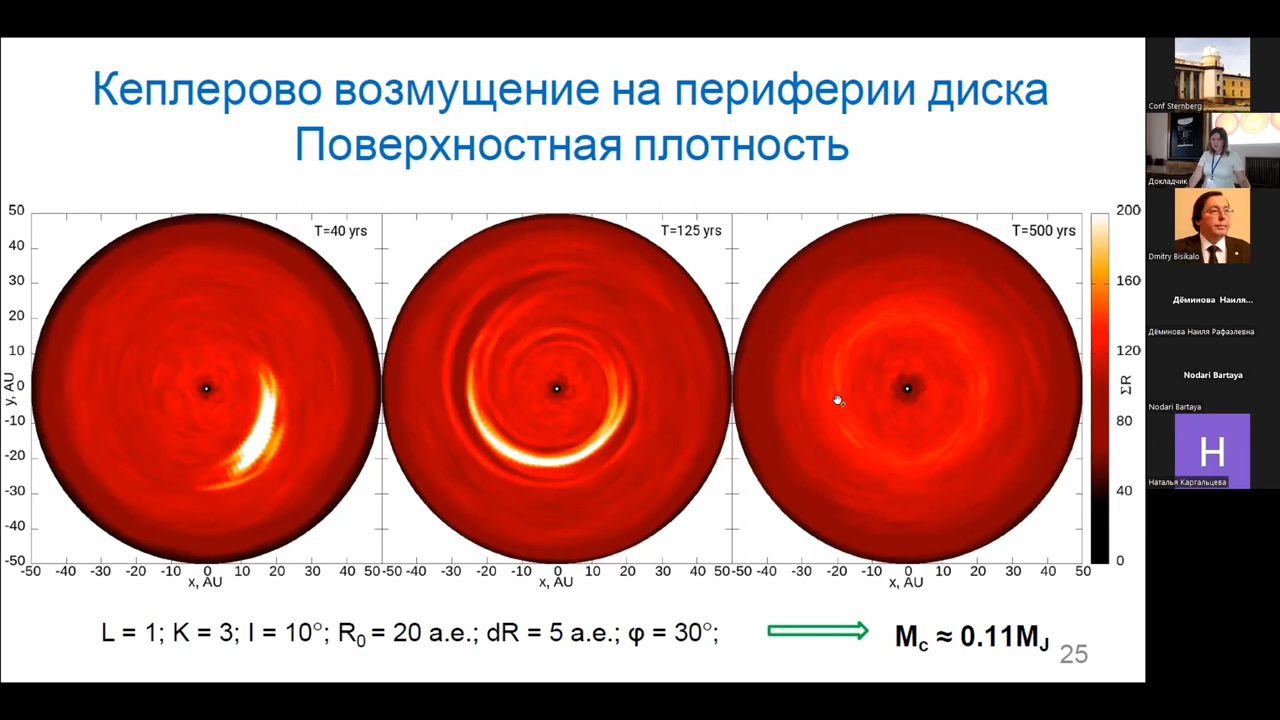 Кеплерово возмущение на периферии диска
Поверхностная плотность
T=40 yrs
T=125 yrs
T=500 yrs
50
40
30
20
10
0
-10
-20
-30
-40
-50
y, AU
-50 -40 -30 -20 -10 0 10 20 30 40 50
x, AU
-50 -40 -30 -20 -10 0 10 20 30 40 50
x, AU
-50 -40 -30 -20 -10 0 10 20 30 40 50
x, AU
200
160
120
80
40
0
ΣR
L = 1; K = 3; I = 10°; R₀ = 20 а.е.; dR = 5 а.е.; φ = 30°;
Mc ≈ 0.11MJ
25
Conf Sternberg
Докладчик
Dmitry Bisikalo
Дёминова Наиля...
Дёминова Наиля Рафаэлевна
Nodari Bartaya
Nodari Bartaya
Н
Наталья Каргальцева